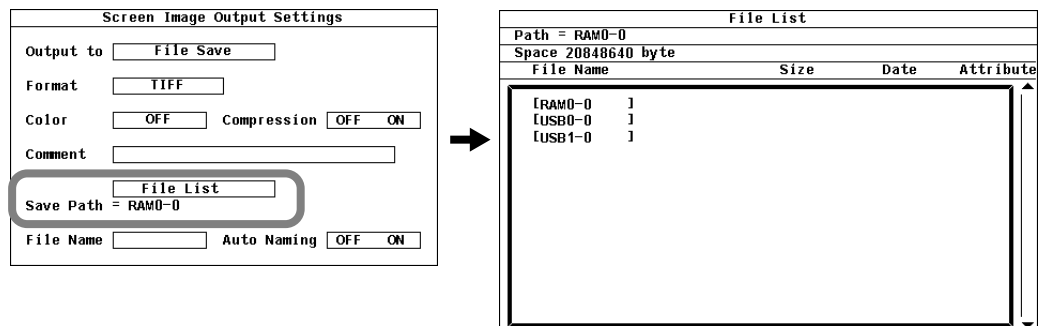 Screen Image Output Settings
Output to File Save
Format TIFF
Color OFF Compression OFF ON
Comment
File List
Save Path = RAM0-0
File Name Auto Naming OFF ON
File List
Path = RAM0-0
Space 20848640 byte
File Name Size Date Attribute
[RAM0-0 ]
[USB0-0 ]
[USB1-0 ]